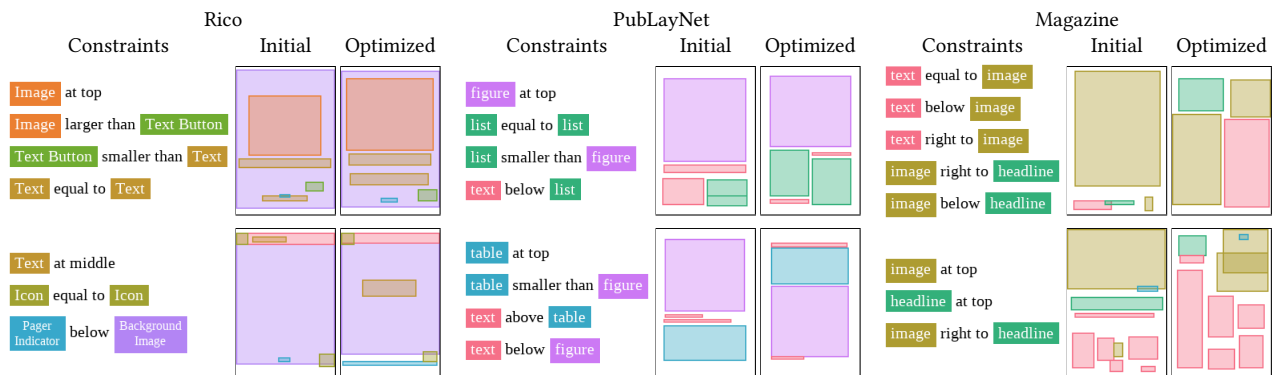 Rico
Constraints Initial Optimized
Image at top
Image larger than Text Button
Text Button smaller than Text
Text equal to Text
Text at middle
Icon equal to Icon
Pager Indicator below Background Image
PubLayNet
Constraints Initial Optimized
figure at top
list equal to list
list smaller than figure
text below list
table at top
table smaller than figure
text above table
text below figure
Magazine
Constraints Initial Optimized
text equal to image
text below image
text right to image
image right to headline
image below headline
image at top
headline at top
image right to headline